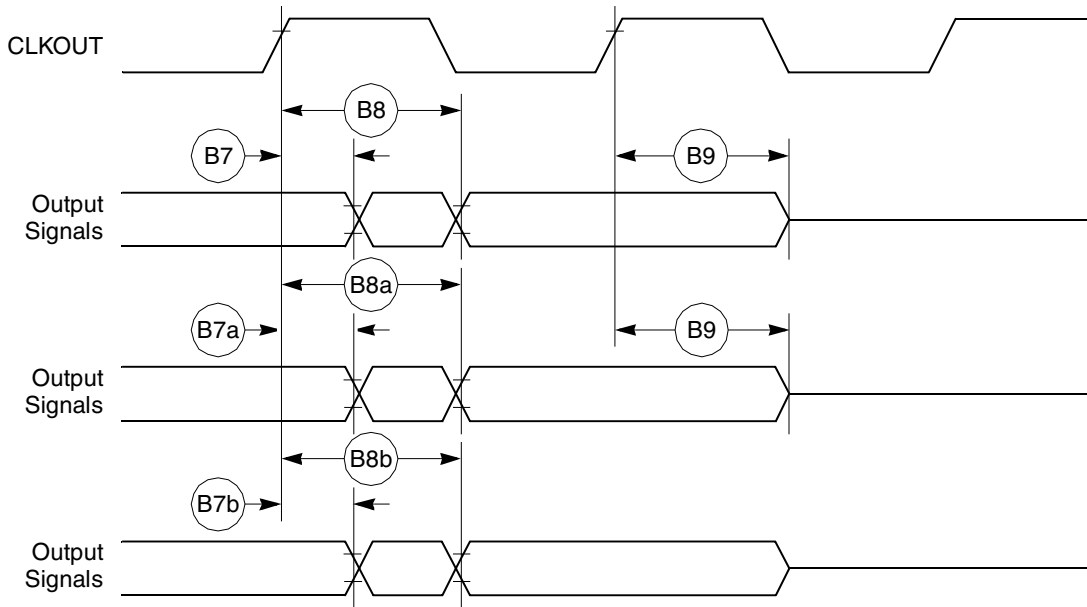 CLKOUT
B8
B7
B9
Output
Signals
B8a
B7a
B9
Output
Signals
B8b
B7b
Output
Signals